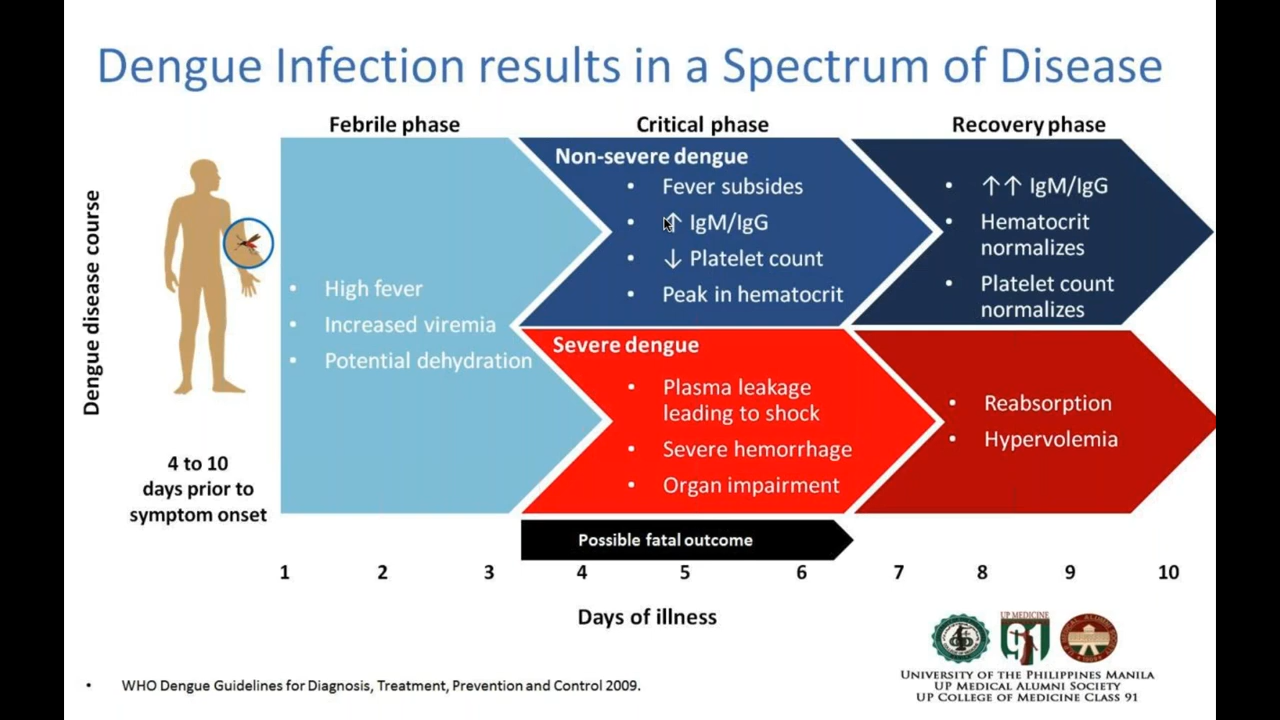 Dengue Infection results in a Spectrum of Disease
Febrile phase
Critical phase
Recovery phase
Dengue disease course
4 to 10
days prior to
symptom onset
• High fever
• Increased viremia
• Potential dehydration
Non-severe dengue
• Fever subsides
• ↑ IgM/IgG
• ↓ Platelet count
• Peak in hematocrit
Severe dengue
• Plasma leakage
leading to shock
• Severe hemorrhage
• Organ impairment
• ↑↑ IgM/IgG
• Hematocrit
normalizes
• Platelet count
normalizes
• Reabsorption
• Hypervolemia
Possible fatal outcome
1 2 3 4 5 6 7 8 9 10
Days of illness
UP MEDICINE
91
UNIVERSITY OF THE PHILIPPINES MANILA
UP MEDICAL ALUMNI SOCIETY
UP COLLEGE OF MEDICINE CLASS 91
• WHO Dengue Guidelines for Diagnosis, Treatment, Prevention and Control 2009.